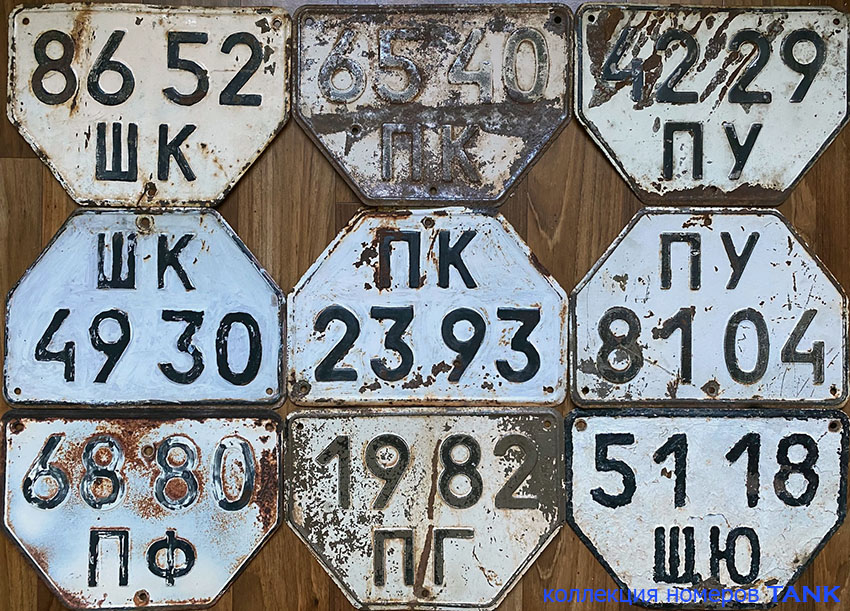 86 52
ШК
65 40
ПК
42 29
ПУ
ШК
49 30
ПК
23 93
ПУ
81 04
68 80
ПФ
19 82
ПГ
51 18
ЩЮ
коллекция номеров TANK